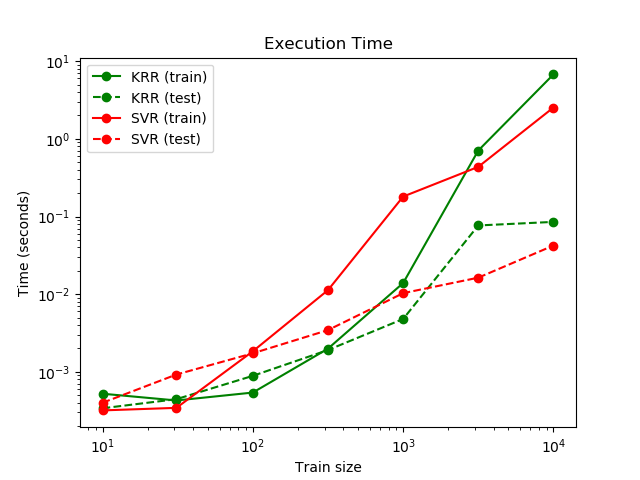 Execution Time
KRR (train)
KRR (test)
SVR (train)
SVR (test)
Time (seconds)
10¹
10⁰
10⁻¹
10⁻²
10⁻³
10¹
10²
10³
10⁴
Train size